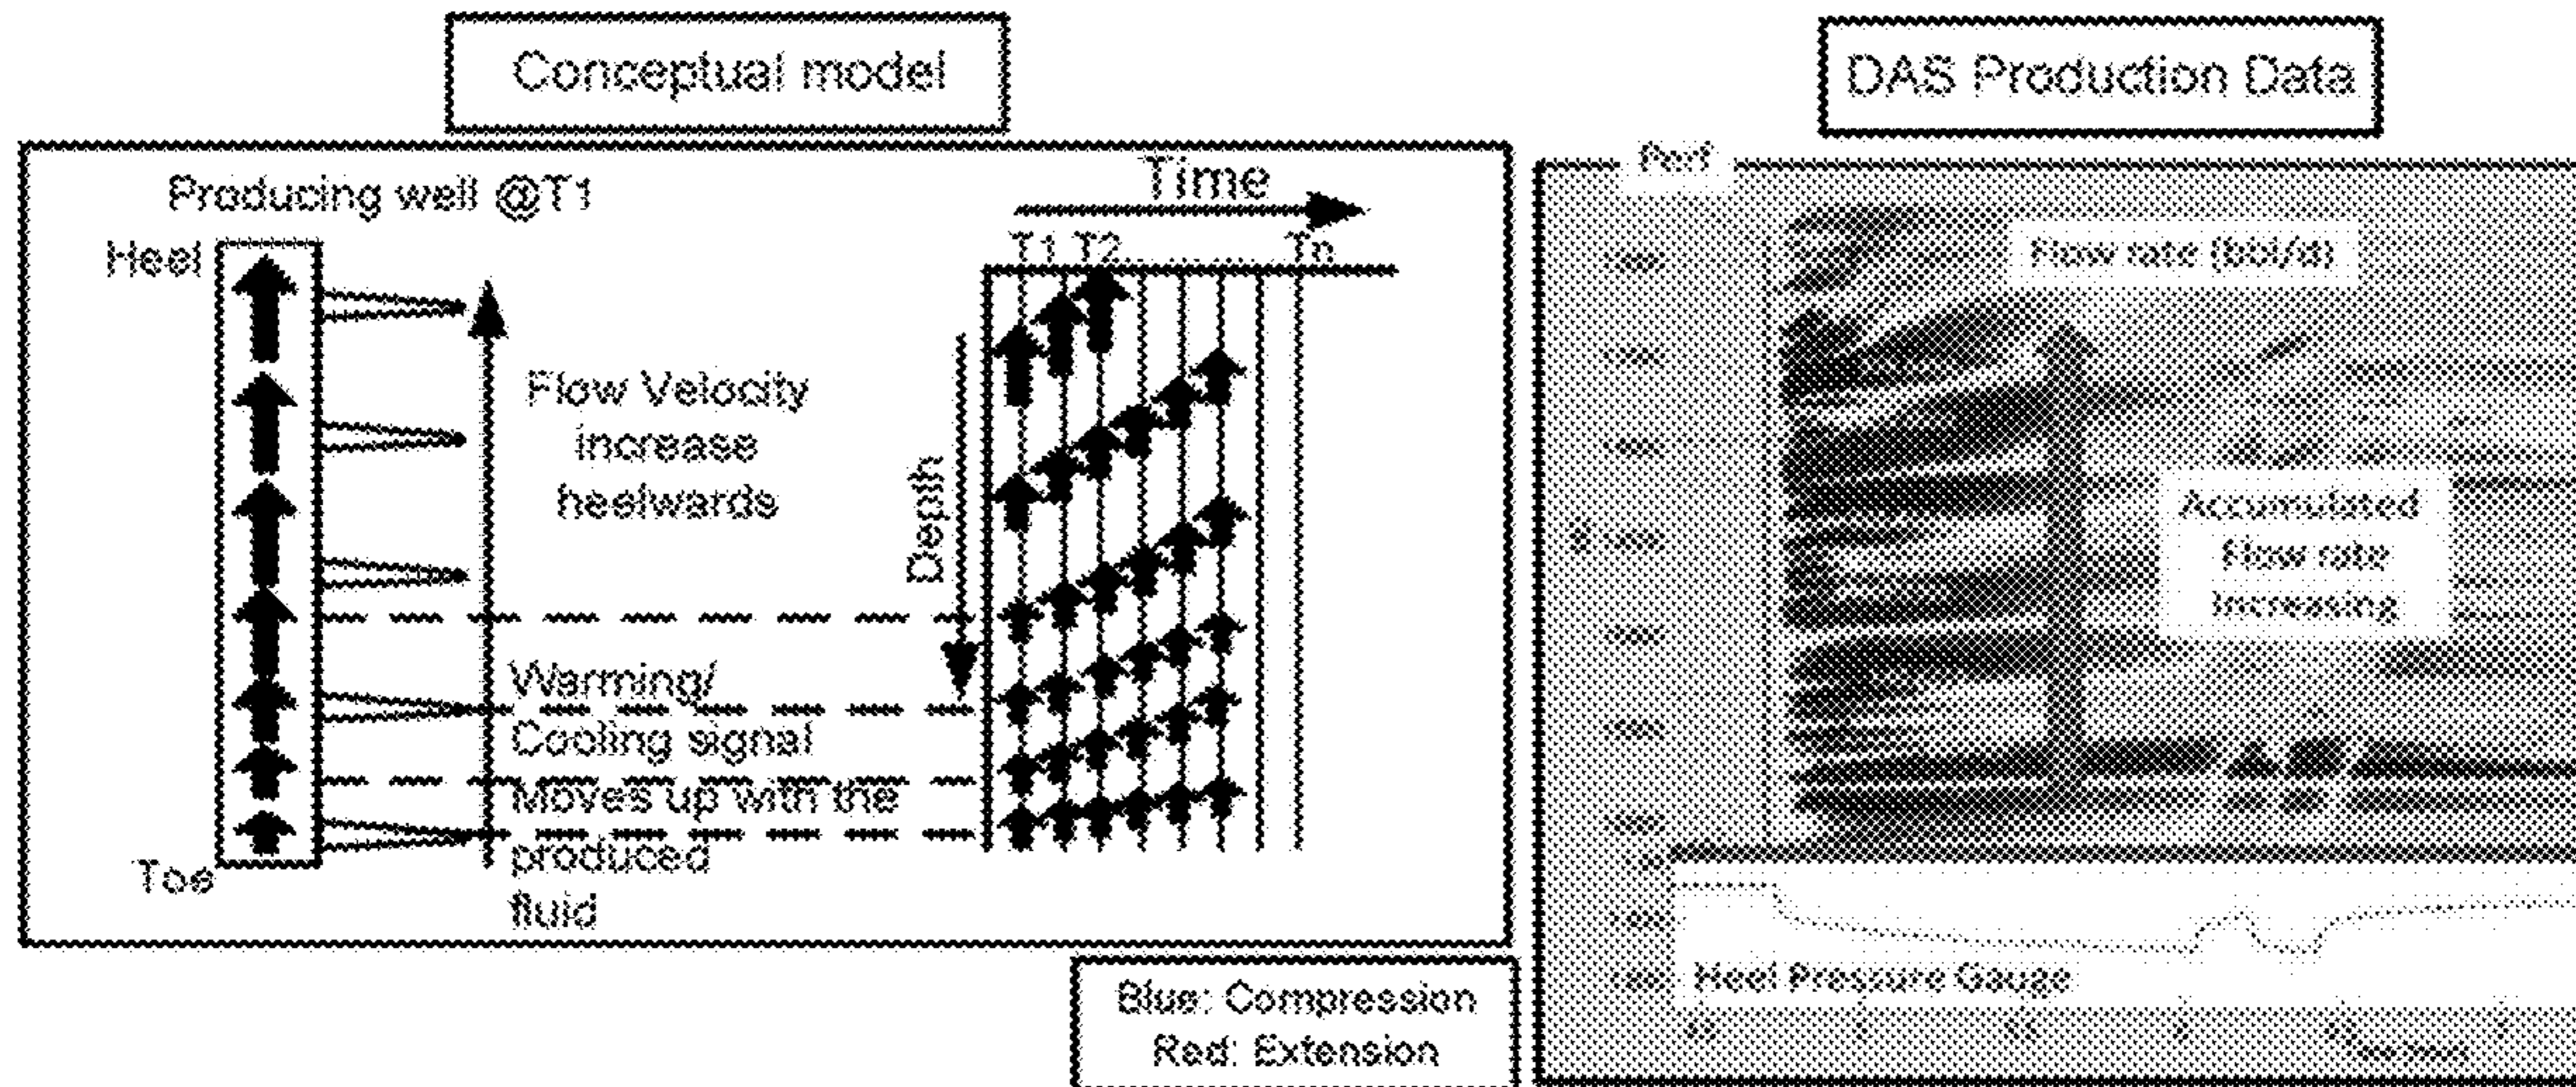 Conceptual model
Producing well @T1
Heel
Toe
Flow Velocity
increase
heelwards
Warming/
Cooling signal
Moves up with the
produced
fluid
Time
T1 T2........... Tn
Depth
Blue: Compression
Red: Extension
DAS Production Data
Perf
Flow rate (bbl/d)
Accumulated
Flow rate
Increasing
Heel Pressure Gauge